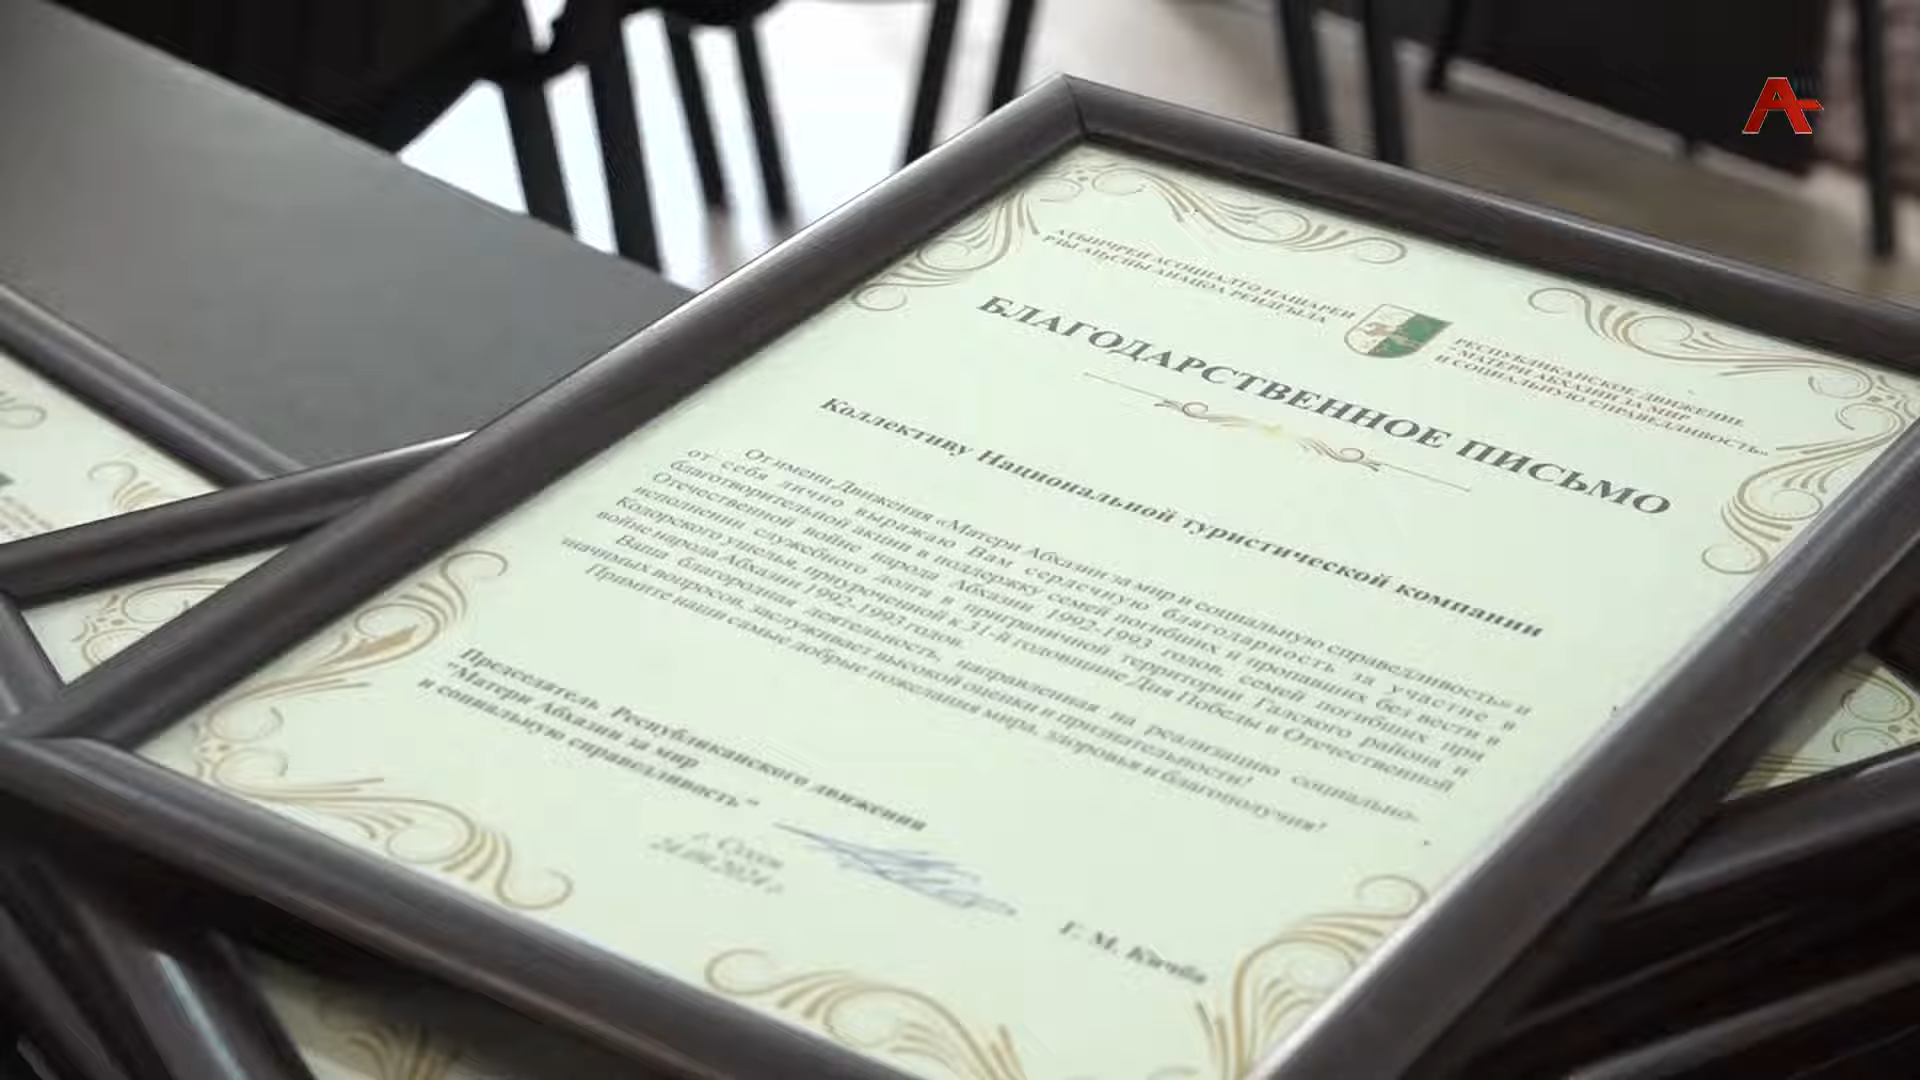 РЕСПУБЛИКАНСКОЕ ДВИЖЕНИЕ
"МАТЕРИ АБХАЗИИ ЗА МИР
И СОЦИАЛЬНУЮ СПРАВЕДЛИВОСТЬ»
БЛАГОДАРСТВЕННОЕ ПИСЬМО
Коллективу Национальной туристической компании
От имени Движения «Матери Абхазии за мир и социальную справедливость» и
от себя лично выражаю Вам сердечную благодарность за участие в
благотворительной акции в поддержку семей погибших и пропавших без вести в
Отечественной войне народа Абхазии 1992-1993 годов, семей погибших при
исполнении служебного долга в приграничной территории Галского района и
Кодорского ущелья, приуроченной к 31-й годовщине Дня Победы в Отечественной
войне народа Абхазии 1992-1993 годов.
Ваша благородная деятельность, направленная на реализацию социально-
значимых вопросов, заслуживает высокой оценки и признательности!
Примите наши самые добрые пожелания мира, здоровья и благополучия!
Председатель Республиканского движения
"Матери Абхазии за мир
и социальную справедливость"
г. Сухум
2024 г.
Г. М.